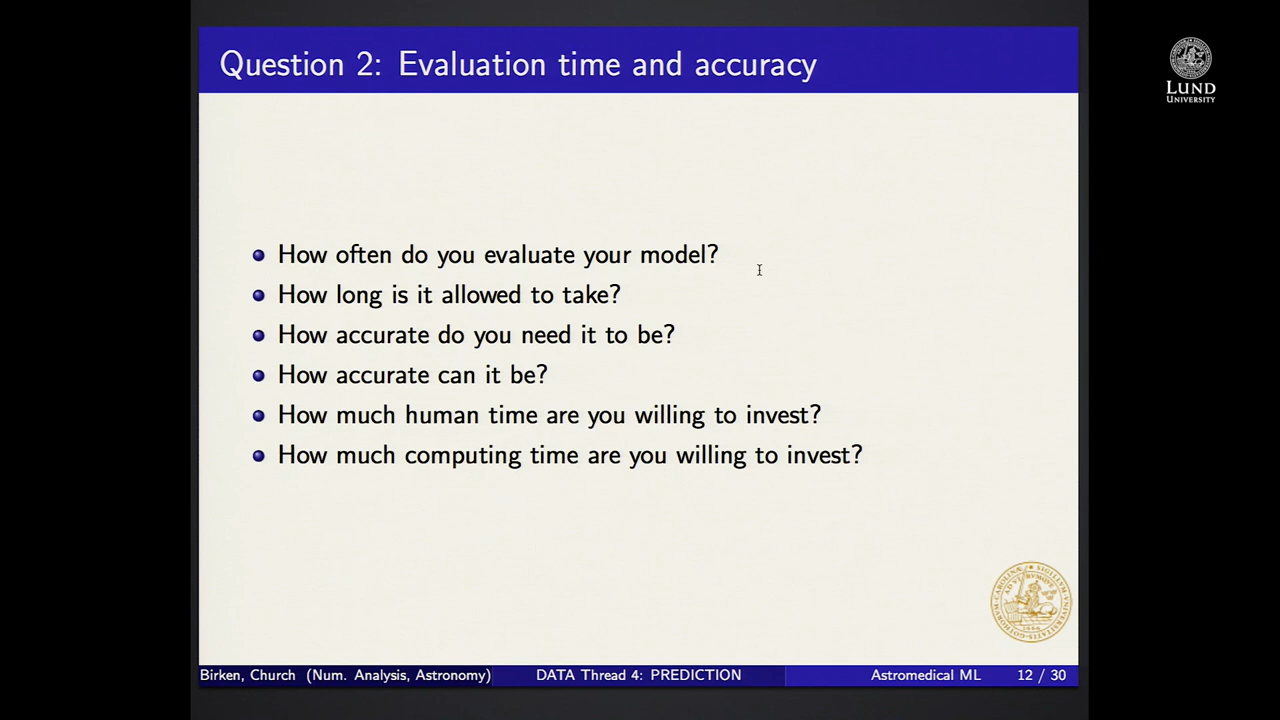 Question 2: Evaluation time and accuracy
LUND
UNIVERSITY
How often do you evaluate your model?
How long is it allowed to take?
How accurate do you need it to be?
How accurate can it be?
How much human time are you willing to invest?
How much computing time are you willing to invest?
Birken, Church (Num. Analysis, Astronomy)
DATA Thread 4: PREDICTION
Astromedical ML
12 / 30